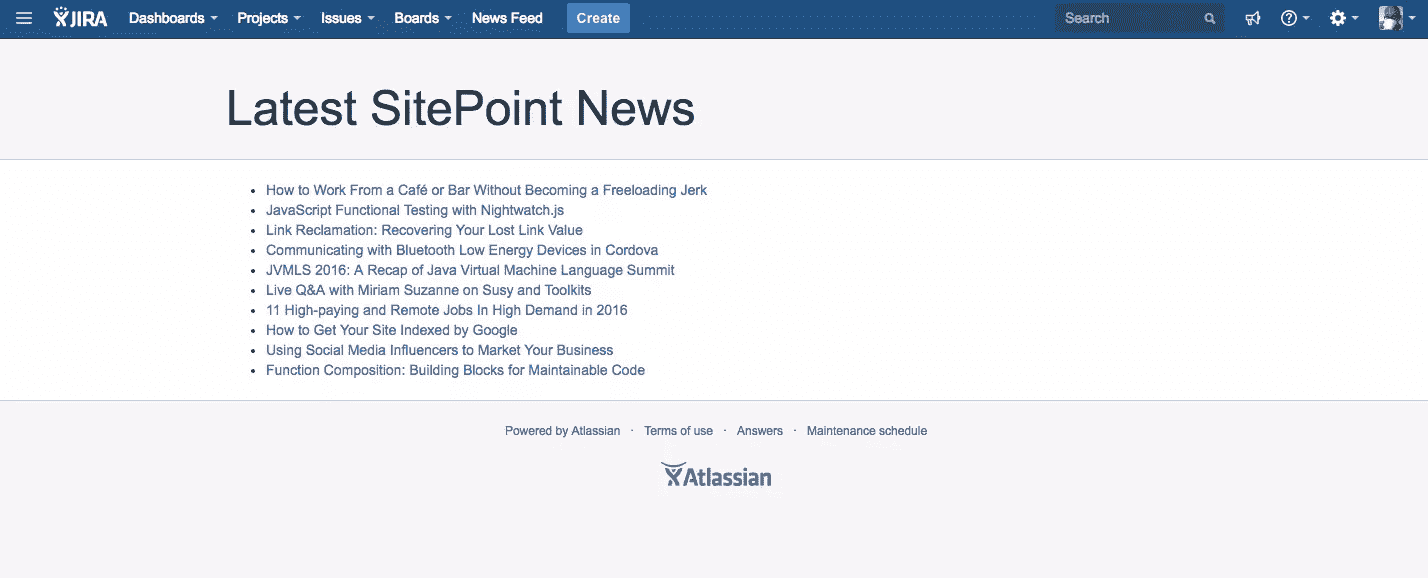 JIRA Dashboards Projects Issues Boards News Feed Create Search
Latest SitePoint News
How to Work From a Café or Bar Without Becoming a Freeloading Jerk
JavaScript Functional Testing with Nightwatch.js
Link Reclamation: Recovering Your Lost Link Value
Communicating with Bluetooth Low Energy Devices in Cordova
JVMLS 2016: A Recap of Java Virtual Machine Language Summit
Live Q&A with Miriam Suzanne on Susy and Toolkits
11 High-paying and Remote Jobs In High Demand in 2016
How to Get Your Site Indexed by Google
Using Social Media Influencers to Market Your Business
Function Composition: Building Blocks for Maintainable Code
Powered by Atlassian · Terms of use · Answers · Maintenance schedule
Atlassian